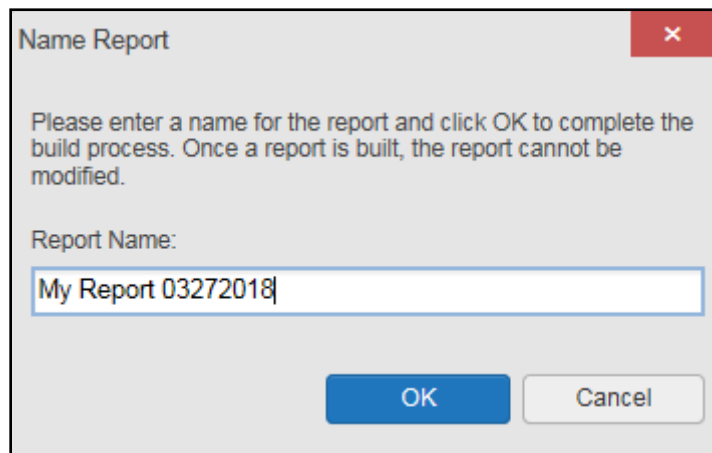 Name Report
Please enter a name for the report and click OK to complete the
build process. Once a report is built, the report cannot be
modified.
Report Name:
My Report 03272018
OK Cancel